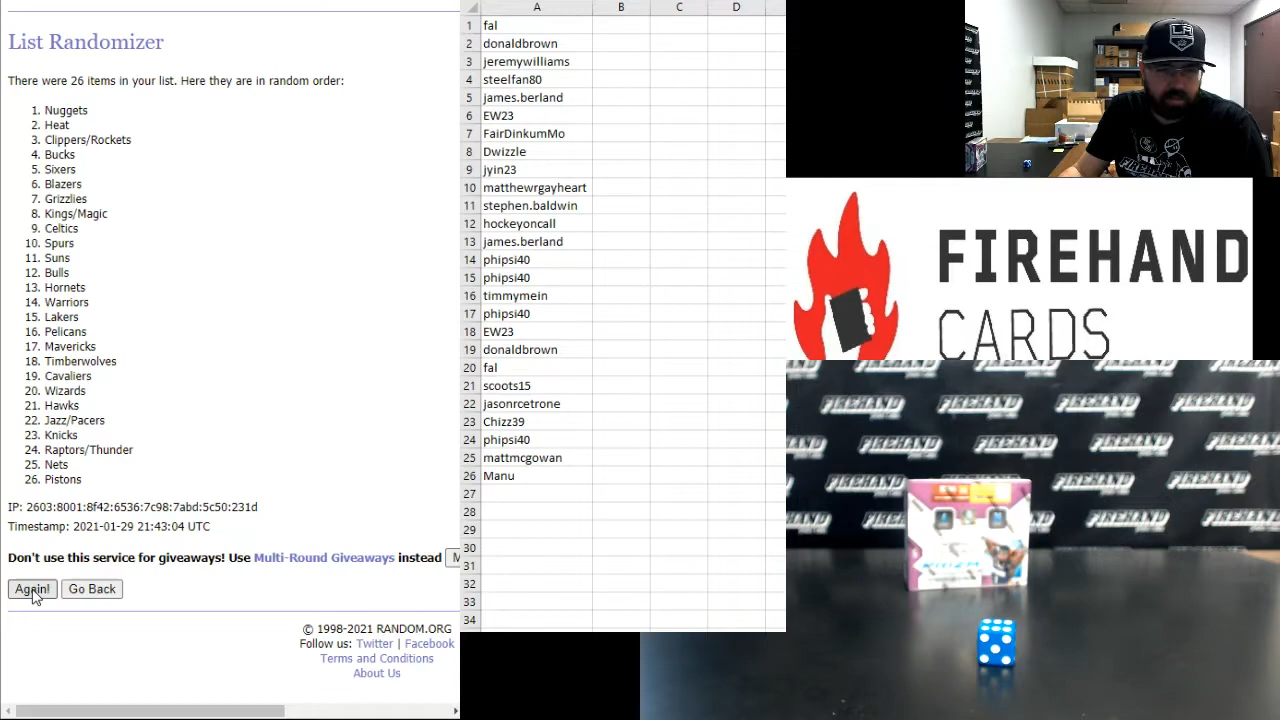 List Randomizer
There were 26 items in your list. Here they are in random order:
1. Nuggets
2. Heat
3. Clippers/Rockets
4. Bucks
5. Sixers
6. Blazers
7. Grizzlies
8. Kings/Magic
9. Celtics
10. Spurs
11. Suns
12. Bulls
13. Hornets
14. Warriors
15. Lakers
16. Pelicans
17. Mavericks
18. Timberwolves
19. Cavaliers
20. Wizards
21. Hawks
22. Jazz/Pacers
23. Knicks
24. Raptors/Thunder
25. Nets
26. Pistons
IP: 2603:8001:8f42:6536:7c98:7abd:5c50:231d
Timestamp: 2021-01-29 21:43:04 UTC
Don't use this service for giveaways! Use Multi-Round Giveaways instead
Again! Go Back
© 1998-2021 RANDOM.ORG
Follow us: Twitter | Facebook
Terms and Conditions
About Us
A B C D
1 fal
2 donaldbrown
3 jeremywilliams
4 steelfan80
5 james.berland
6 EW23
7 FairDinkumMo
8 Dwizzle
9 jyin23
10 matthewrgayheart
11 stephen.baldwin
12 hockeyoncall
13 james.berland
14 phipsi40
15 phipsi40
16 timmymein
17 phipsi40
18 EW23
19 donaldbrown
20 fal
21 scoots15
22 jasonrcetrone
23 Chizz39
24 phipsi40
25 mattmcgowan
26 Manu
27
28
29
30
31
32
33
34
LA
FIREHAND
CARDS
FIREHAND
FIREHAND
FIREHAND
FIREHAND
FIREHAND
FIREHAND